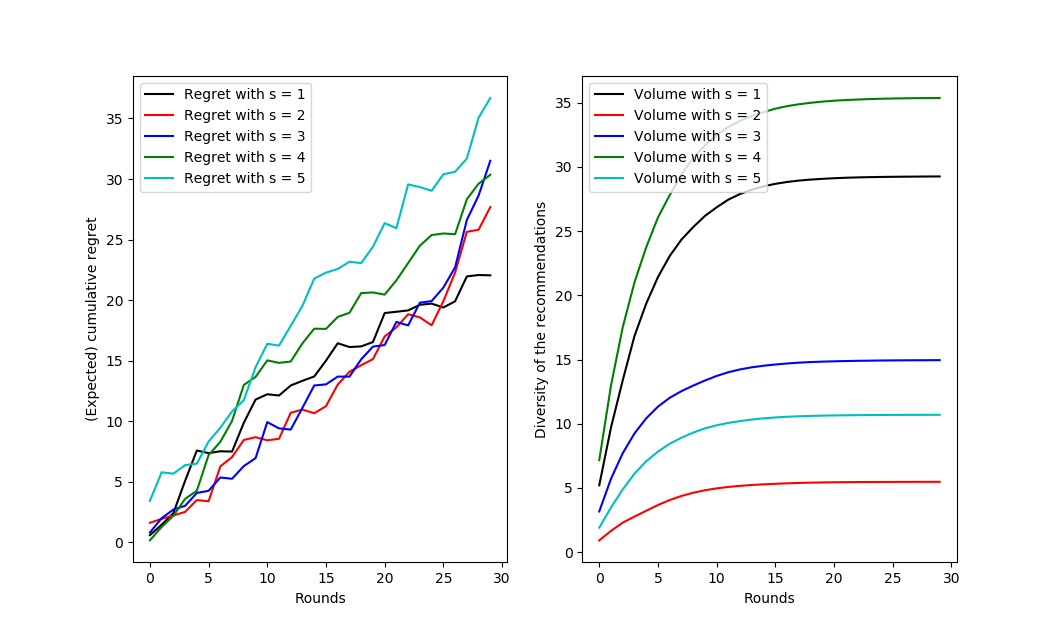 Regret with s = 1
Regret with s = 2
Regret with s = 3
Regret with s = 4
Regret with s = 5
35
30
25
20
15
10
5
0
(Expected) cumulative regret
0 5 10 15 20 25 30
Rounds
Volume with s = 1
Volume with s = 2
Volume with s = 3
Volume with s = 4
Volume with s = 5
35
30
25
20
15
10
5
0
Diversity of the recommendations
0 5 10 15 20 25 30
Rounds